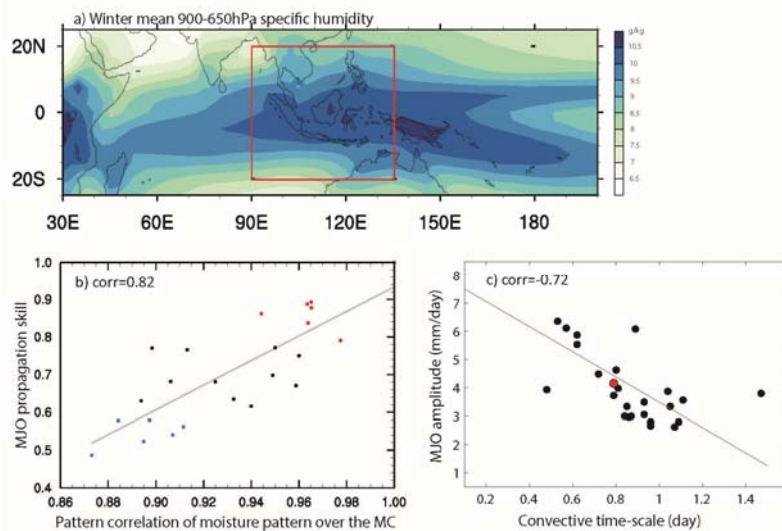 a) Winter mean 900-650hPa specific humidity
20N
0
20S
30E 60E 90E 120E 150E 180
g/kg
10.5
10
9.5
9
8.5
8
7.5
7
6.5
b) corr=0.82
MJO propagation skill
1.0
0.9
0.8
0.7
0.6
0.5
0.4
0.86 0.88 0.90 0.92 0.94 0.96 0.98 1.00
Pattern correlation of moisture pattern over the MC
c) corr=-0.72
MJO amplitude (mm/day)
8
7
6
5
4
3
2
1
0.2 0.4 0.6 0.8 1 1.2 1.4
Convective time-scale (day)